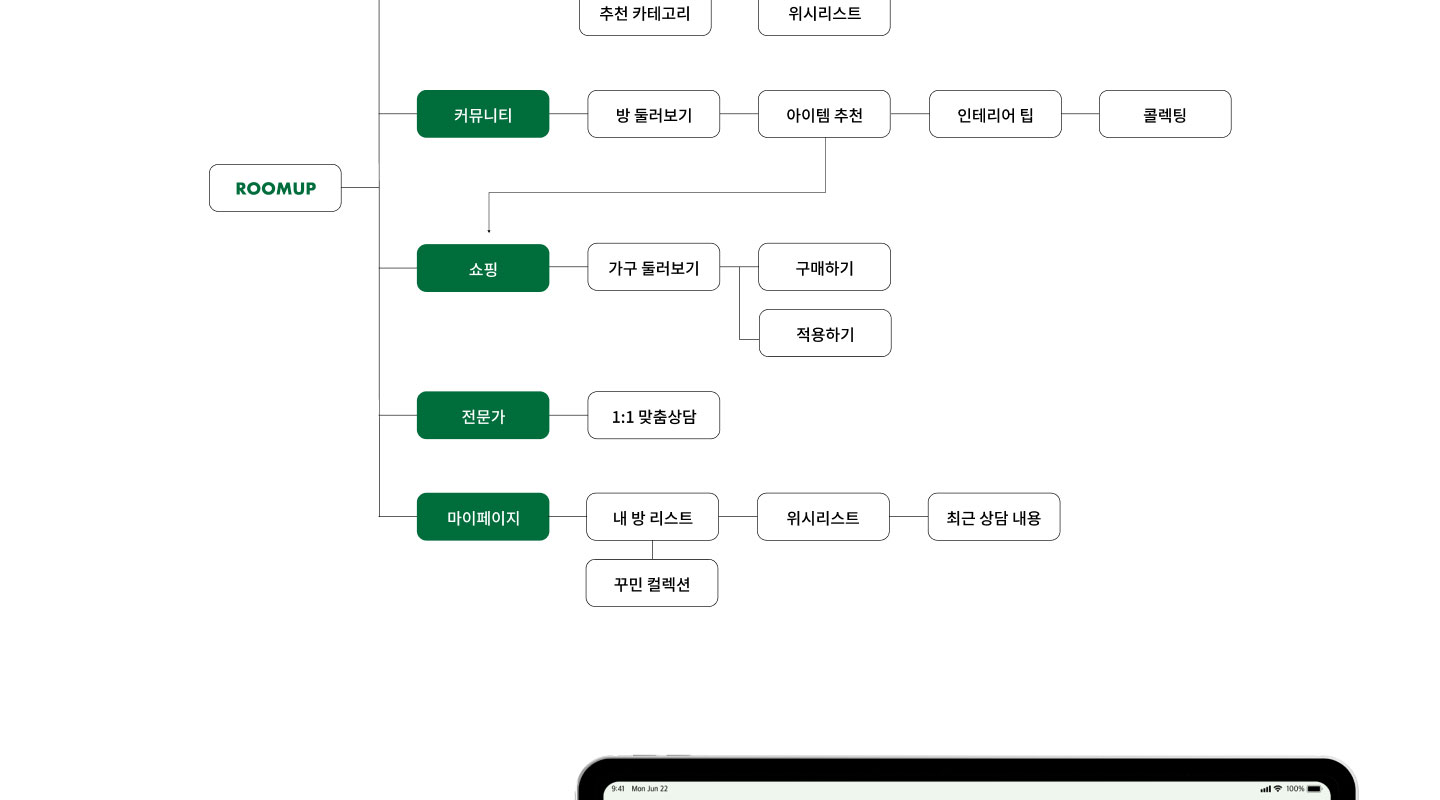 추천 카테고리
위시리스트
커뮤니티
방 둘러보기
아이템 추천
인테리어 팁
콜렉팅
ROOMUP
쇼핑
가구 둘러보기
구매하기
적용하기
전문가
1:1 맞춤상담
마이페이지
내 방 리스트
위시리스트
최근 상담 내용
꾸민 컬렉션
9:41 Mon Jun 22
100%